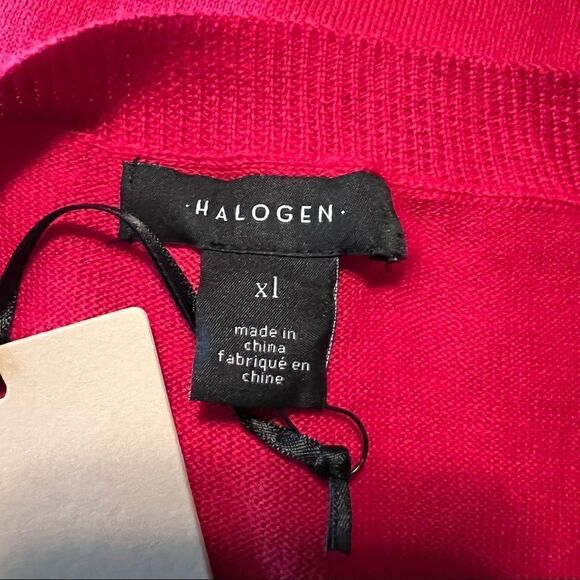 ·HALOGEN·
xl
made in
china
fabriqué en
chine